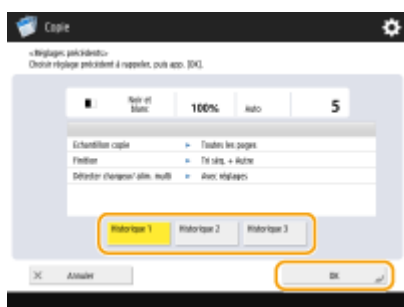 Copie
<Réglages précédents>
Choisir réglage précédent à rappeler, puis app. [OK].
Noir et
blanc
100%
Auto
5
Echantillon copie ► Toutes les pages
Finition ► Tri séq. + Autre
Détecter chargeur/alim. multi ► Avec réglages
Historique 1
Historique 2
Historique 3
Annuler
OK